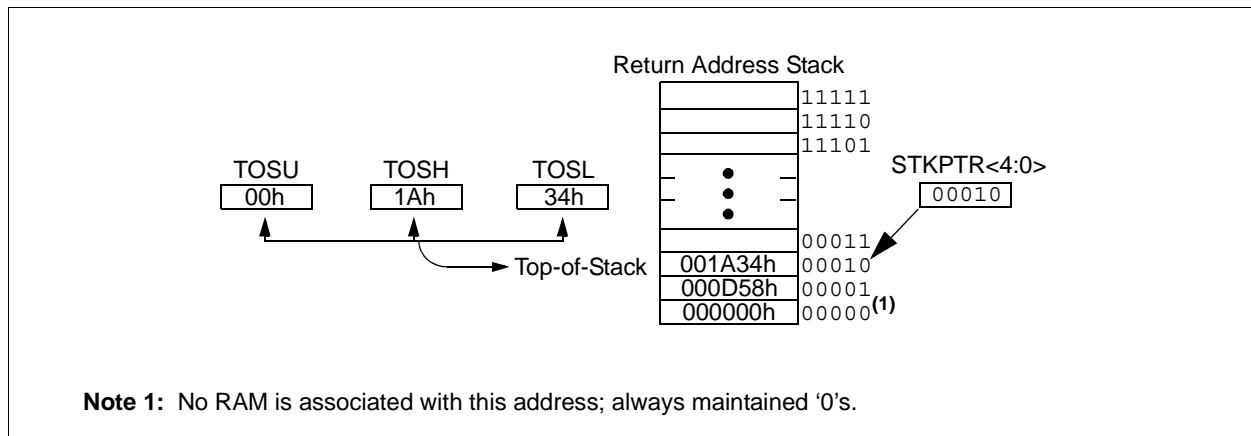 Return Address Stack
11111
11110
11101
TOSU TOSH TOSL
00h 1Ah 34h
STKPTR<4:0>
00010
00011
Top-of-Stack 001A34h 00010
000D58h 00001
000000h 00000(1)
Note 1: No RAM is associated with this address; always maintained ‘0’s.